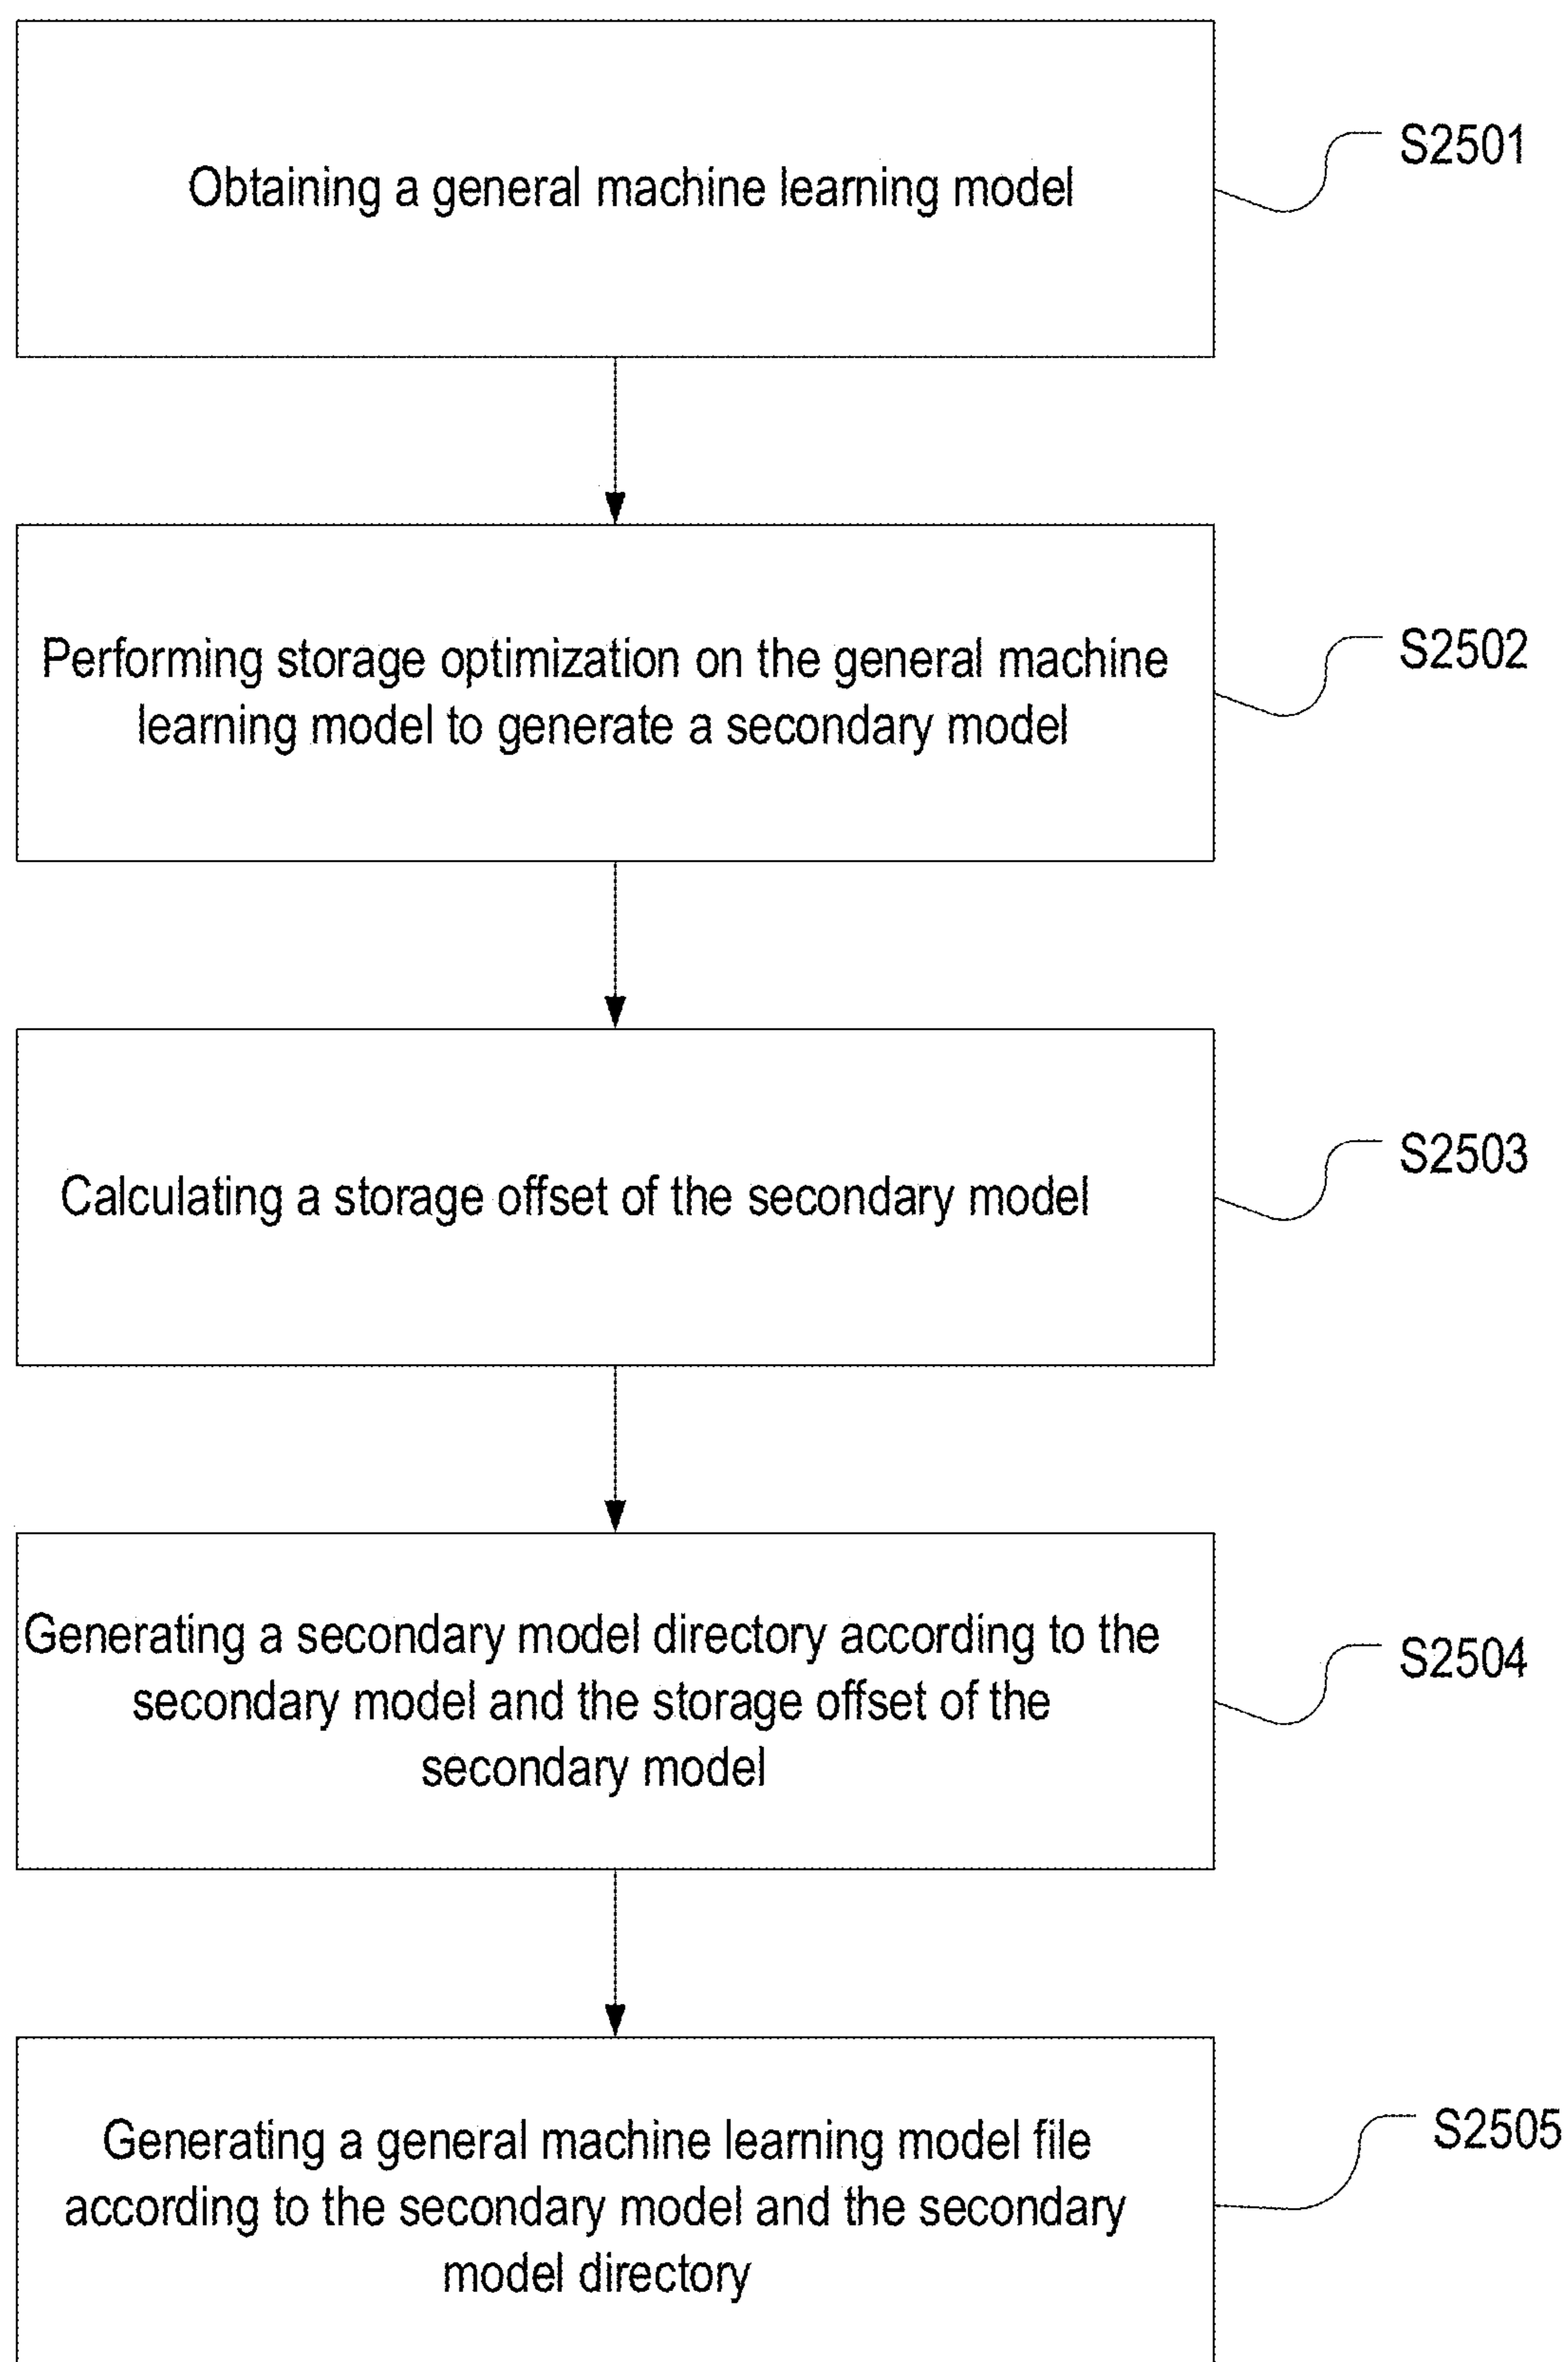 Obtaining a general machine learning model
S2501
Performing storage optimization on the general machine
learning model to generate a secondary model
S2502
Calculating a storage offset of the secondary model
S2503
Generating a secondary model directory according to the
secondary model and the storage offset of the
secondary model
S2504
Generating a general machine learning model file
according to the secondary model and the secondary
model directory
S2505